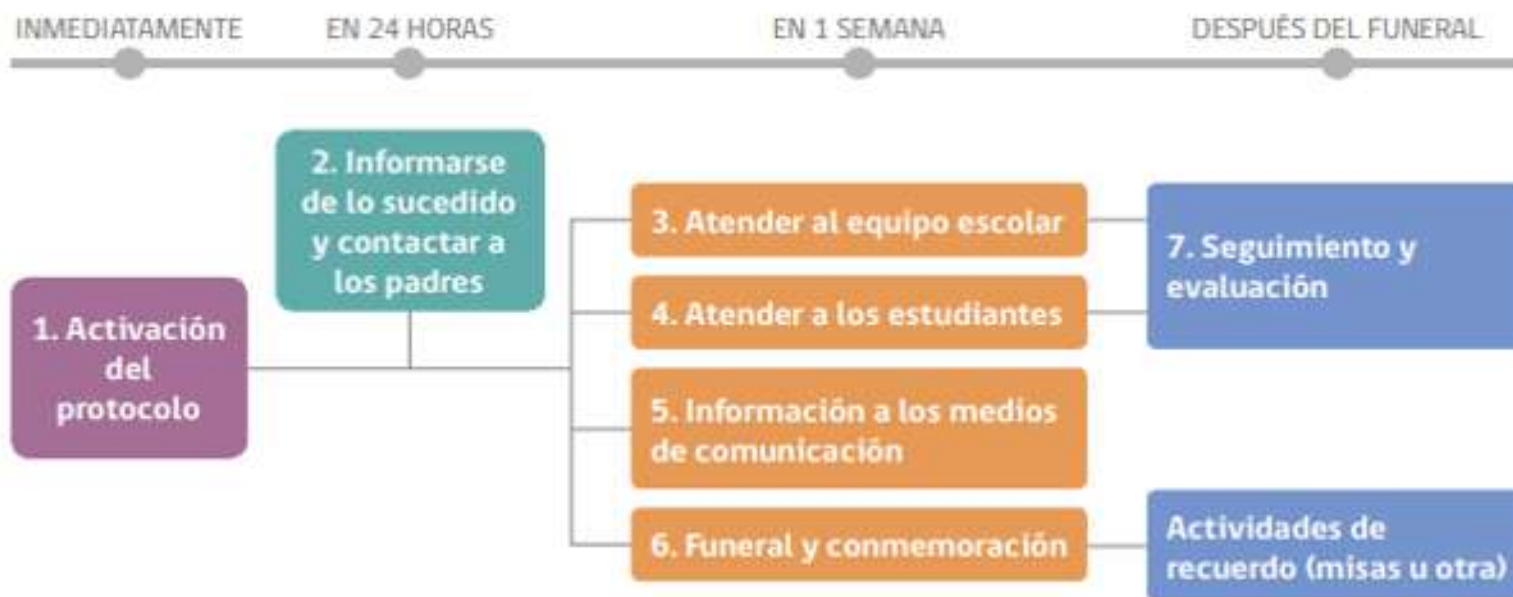 INMEDIATAMENTE
EN 24 HORAS
EN 1 SEMANA
DESPUÉS DEL FUNERAL
1. Activación
del
protocolo
2. Informarse
de lo sucedido
y contactar a
los padres
3. Atender al equipo escolar
4. Atender a los estudiantes
5. Información a los medios
de comunicación
6. Funeral y conmemoración
7. Seguimiento y
evaluación
Actividades de
recuerdo (misas u otra)